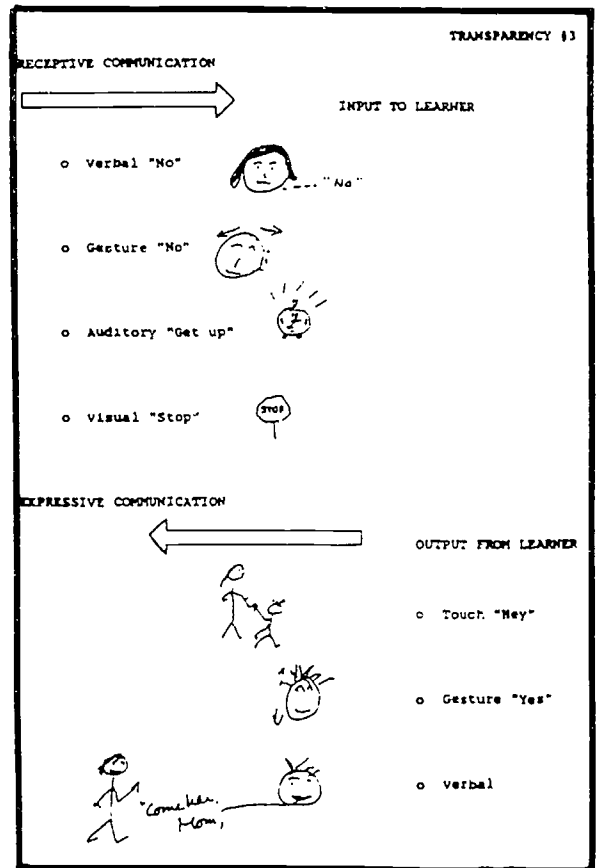 TRANSPARENCY #3
RECEPTIVE COMMUNICATION
INPUT TO LEARNER
o Verbal "No"
"No"
o Gesture "No"
o Auditory "Get up"
o Visual "Stop"
STOP
EXPRESSIVE COMMUNICATION
OUTPUT FROM LEARNER
o Touch "Hey"
o Gesture "Yes"
o Verbal
"Come here,
Mom,